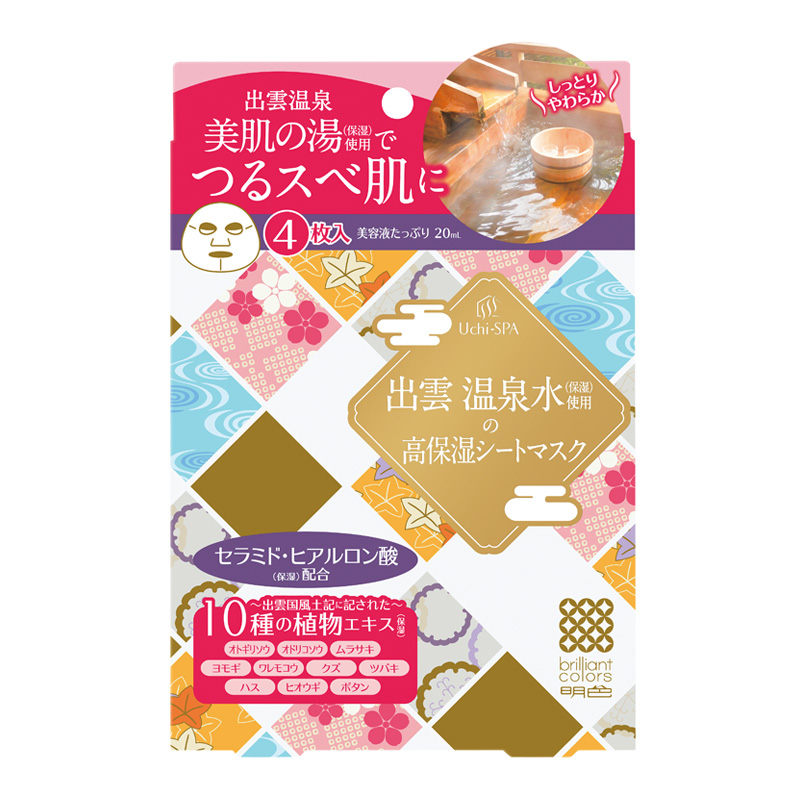 出雲温泉
美肌の湯(保湿)使用で
つるスベ肌に
しっとり
やわらか
4枚入 美容液たっぷり 20mL
Uchi-SPA
出雲 温泉水(保湿)使用
の
高保湿シートマスク
セラミド・ヒアルロン酸
(保湿)配合
〜出雲国風土記に記された〜
10種の植物エキス(保湿)
オトギリソウ オドリコソウ ムラサキ
ヨモギ ワレモコウ クズ ツバキ
ハス ヒオウギ ボタン
brilliant
colors
明色